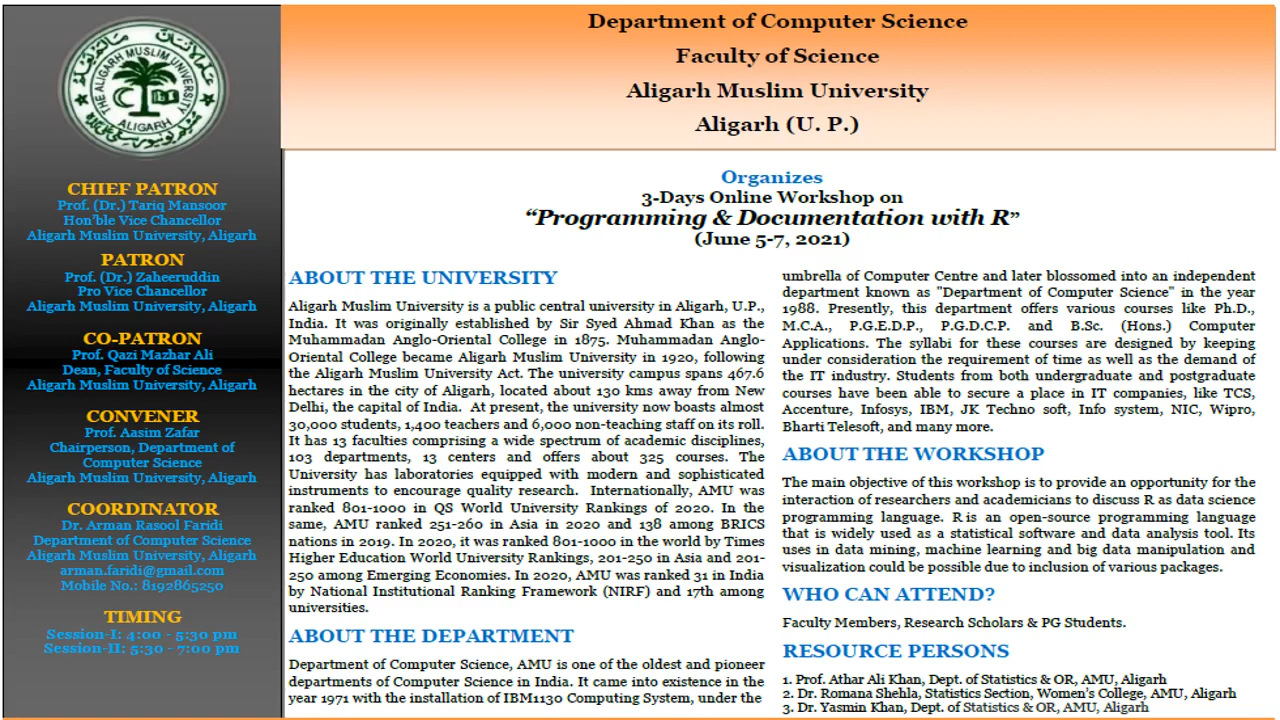 THE ALIGARH MUSLIM UNIVERSITY
ALIGARH
CHIEF PATRON
Prof. (Dr.) Tariq Mansoor
Hon'ble Vice Chancellor
Aligarh Muslim University, Aligarh
PATRON
Prof. (Dr.) Zaheeruddin
Pro Vice Chancellor
Aligarh Muslim University, Aligarh
CO-PATRON
Prof. Qazi Mazhar Ali
Dean, Faculty of Science
Aligarh Muslim University, Aligarh
CONVENER
Prof. Aasim Zafar
Chairperson, Department of
Computer Science
Aligarh Muslim University, Aligarh
COORDINATOR
Dr. Arman Rasool Faridi
Department of Computer Science
Aligarh Muslim University, Aligarh
arman.faridi@gmail.com
Mobile No.: 8192865250
TIMING
Session-I: 4:00 - 5:30 pm
Session-II: 5:30 - 7:00 pm
Department of Computer Science
Faculty of Science
Aligarh Muslim University
Aligarh (U. P.)
Organizes
3-Days Online Workshop on
“Programming & Documentation with R”
(June 5-7, 2021)
ABOUT THE UNIVERSITY
Aligarh Muslim University is a public central university in Aligarh, U.P.,
India. It was originally established by Sir Syed Ahmad Khan as the
Muhammadan Anglo-Oriental College in 1875. Muhammadan Anglo-
Oriental College became Aligarh Muslim University in 1920, following
the Aligarh Muslim University Act. The university campus spans 467.6
hectares in the city of Aligarh, located about 130 kms away from New
Delhi, the capital of India. At present, the university now boasts almost
30,000 students, 1,400 teachers and 6,000 non-teaching staff on its roll.
It has 13 faculties comprising a wide spectrum of academic disciplines,
103 departments, 13 centers and offers about 325 courses. The
University has laboratories equipped with modern and sophisticated
instruments to encourage quality research. Internationally, AMU was
ranked 801-1000 in QS World University Rankings of 2020. In the
same, AMU ranked 251-260 in Asia in 2020 and 138 among BRICS
nations in 2019. In 2020, it was ranked 801-1000 in the world by Times
Higher Education World University Rankings, 201-250 in Asia and 201-
250 among Emerging Economies. In 2020, AMU was ranked 31 in India
by National Institutional Ranking Framework (NIRF) and 17th among
universities.
ABOUT THE DEPARTMENT
Department of Computer Science, AMU is one of the oldest and pioneer
departments of Computer Science in India. It came into existence in the
year 1971 with the installation of IBM1130 Computing System, under the
umbrella of Computer Centre and later blossomed into an independent
department known as "Department of Computer Science" in the year
1988. Presently, this department offers various courses like Ph.D.,
M.C.A., P.G.E.D.P., P.G.D.C.P. and B.Sc. (Hons.) Computer
Applications. The syllabi for these courses are designed by keeping
under consideration the requirement of time as well as the demand of
the IT industry. Students from both undergraduate and postgraduate
courses have been able to secure a place in IT companies, like TCS,
Accenture, Infosys, IBM, JK Techno soft, Info system, NIC, Wipro,
Bharti Telesoft, and many more.
ABOUT THE WORKSHOP
The main objective of this workshop is to provide an opportunity for the
interaction of researchers and academicians to discuss R as data science
programming language. R is an open-source programming language
that is widely used as a statistical software and data analysis tool. Its
uses in data mining, machine learning and big data manipulation and
visualization could be possible due to inclusion of various packages.
WHO CAN ATTEND?
Faculty Members, Research Scholars & PG Students.
RESOURCE PERSONS
1. Prof. Athar Ali Khan, Dept. of Statistics & OR, AMU, Aligarh
2. Dr. Romana Shehla, Statistics Section, Women's College, AMU, Aligarh
3. Dr. Yasmin Khan, Dept. of Statistics & OR, AMU, Aligarh